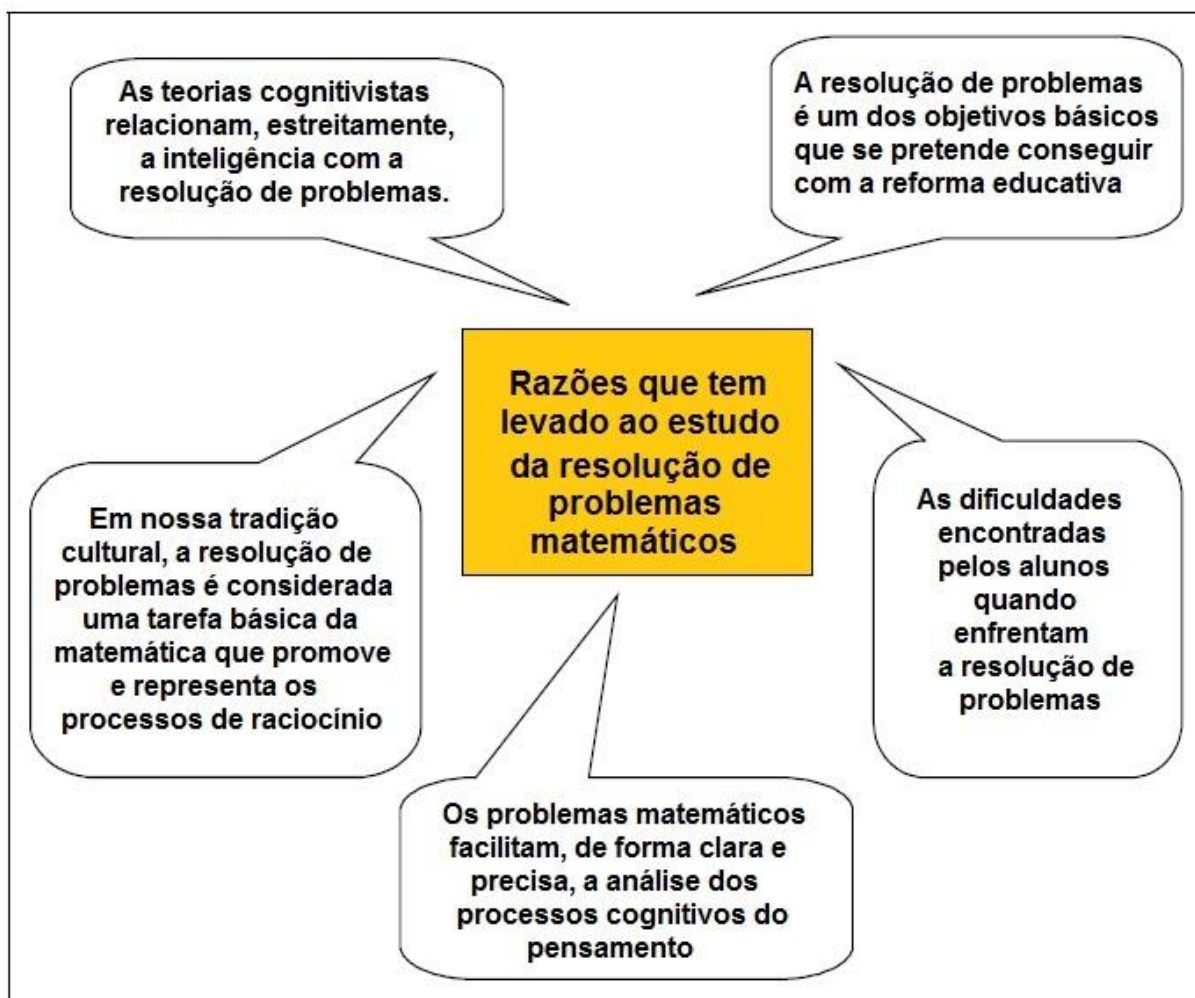 As teorias cognitivistas
relacionam, estreitamente,
a inteligência com a
resolução de problemas.
A resolução de problemas
é um dos objetivos básicos
que se pretende conseguir
com a reforma educativa
Razões que tem
levado ao estudo
da resolução de
problemas
matemáticos
Em nossa tradição
cultural, a resolução de
problemas é considerada
uma tarefa básica da
matemática que promove
e representa os
processos de raciocínio
As dificuldades
encontradas
pelos alunos
quando
enfrentam
a resolução de
problemas
Os problemas matemáticos
facilitam, de forma clara e
precisa, a análise dos
processos cognitivos do
pensamento